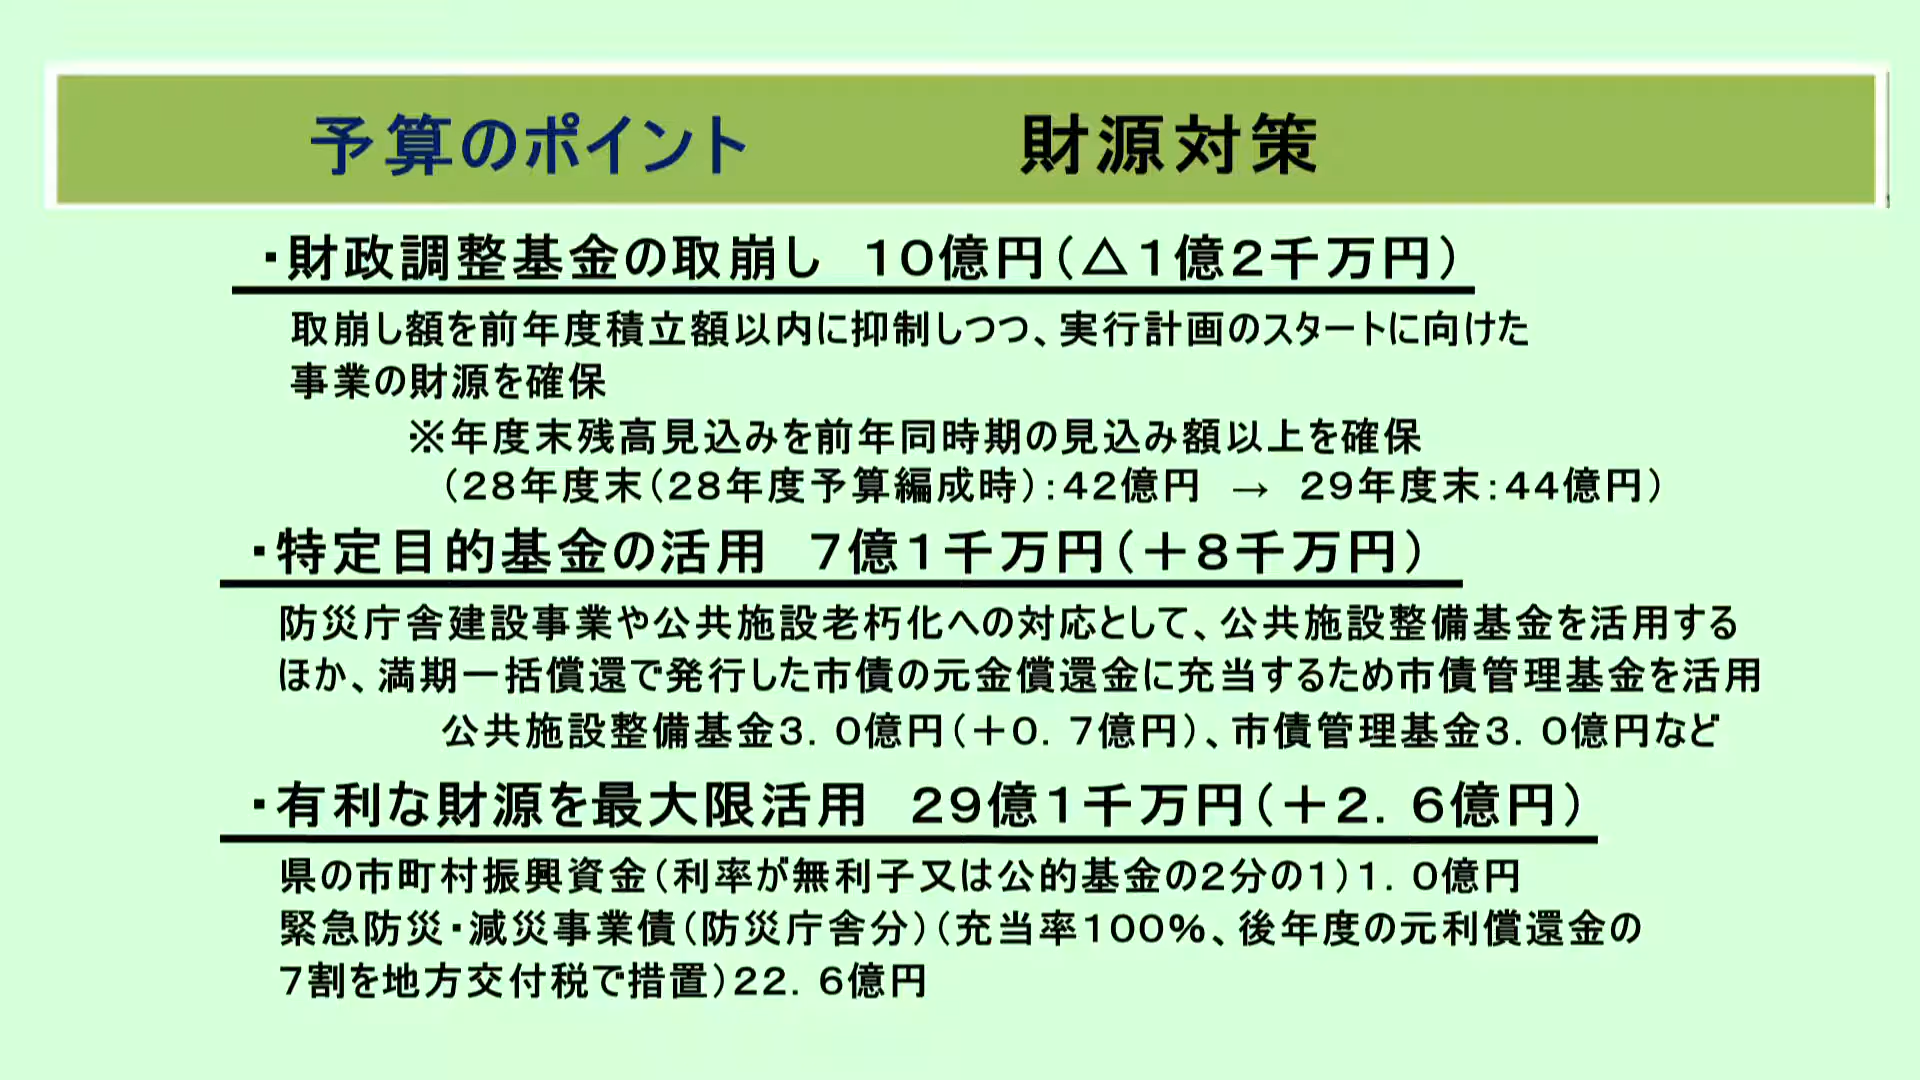 予算のポイント　財源対策
・財政調整基金の取崩し　１０億円（△１億２千万円）
取崩し額を前年度積立額以内に抑制しつつ、実行計画のスタートに向けた
事業の財源を確保
※年度末残高見込みを前年同時期の見込み額以上を確保
（２８年度末（２８年度予算編成時）：４２億円　→　２９年度末：４４億円）
・特定目的基金の活用　７億１千万円（＋８千万円）
防災庁舎建設事業や公共施設老朽化への対応として、公共施設整備基金を活用する
ほか、満期一括償還で発行した市債の元金償還金に充当するため市債管理基金を活用
公共施設整備基金３．０億円（＋０．７億円）、市債管理基金３．０億円など
・有利な財源を最大限活用　２９億１千万円（＋２．６億円）
県の市町村振興資金（利率が無利子又は公的基金の２分の１）１．０億円
緊急防災・減災事業債（防災庁舎分）（充当率１００％、後年度の元利償還金の
７割を地方交付税で措置）２２．６億円